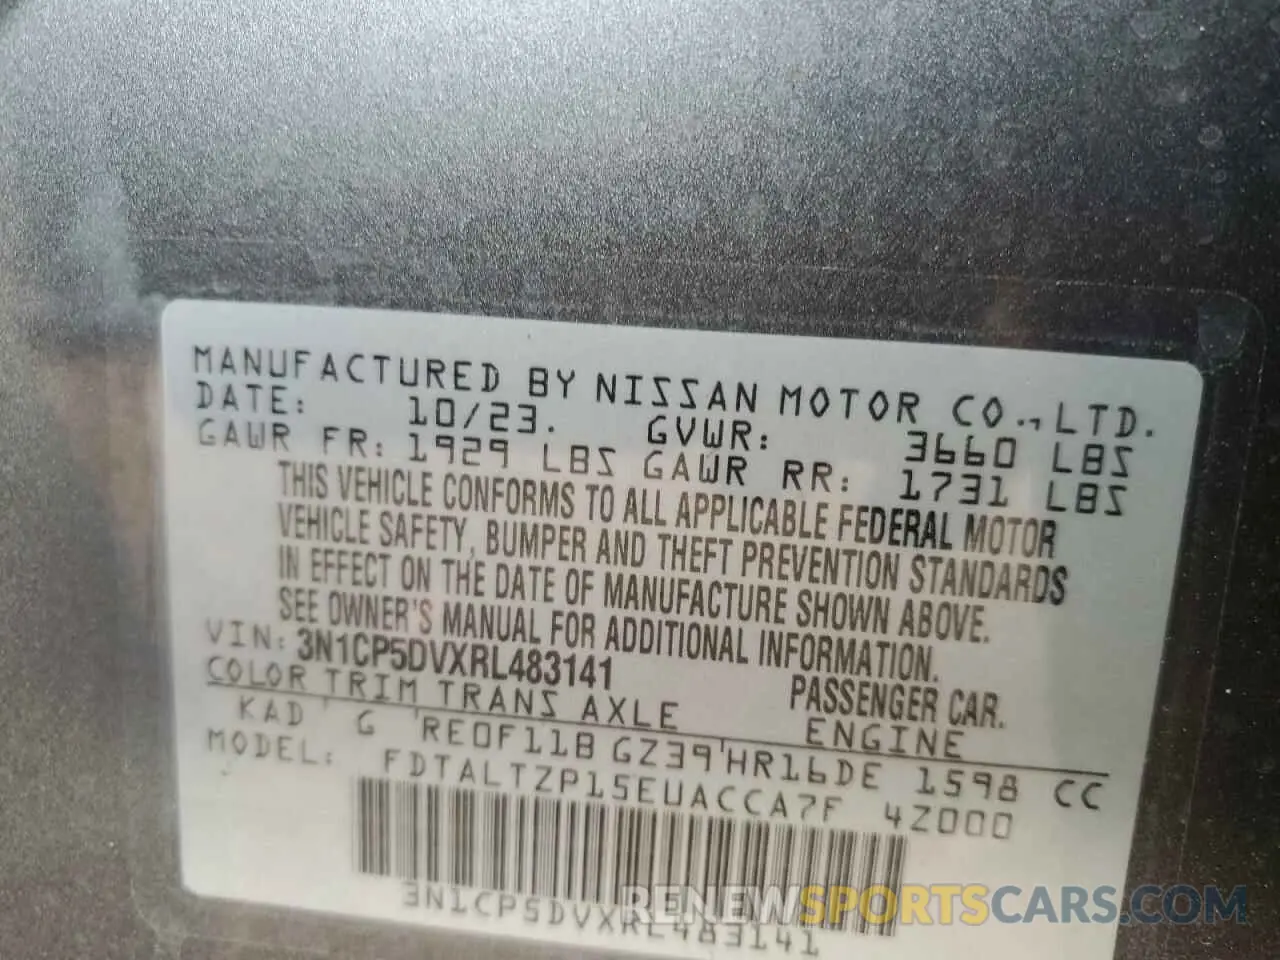 MANUFACTURED BY NISSAN MOTOR CO., LTD.
DATE: 10/23. GVWR: 3660 LBS
GAWR FR: 1929 LBS GAWR RR: 1731 LBS
THIS VEHICLE CONFORMS TO ALL APPLICABLE FEDERAL MOTOR
VEHICLE SAFETY, BUMPER AND THEFT PREVENTION STANDARDS
IN EFFECT ON THE DATE OF MANUFACTURE SHOWN ABOVE.
SEE OWNER'S MANUAL FOR ADDITIONAL INFORMATION.
VIN: 3N1CP5DVXRL483141 PASSENGER CAR.
COLOR TRIM TRANS AXLE ENGINE
KAD G RE0F11B GZ39 HR16DE 1598 CC
MODEL: FDTALTZP15EUACCA7F 4Z000
3N1CP5DVXRL483141
RENEWSPORTSCARS.COM